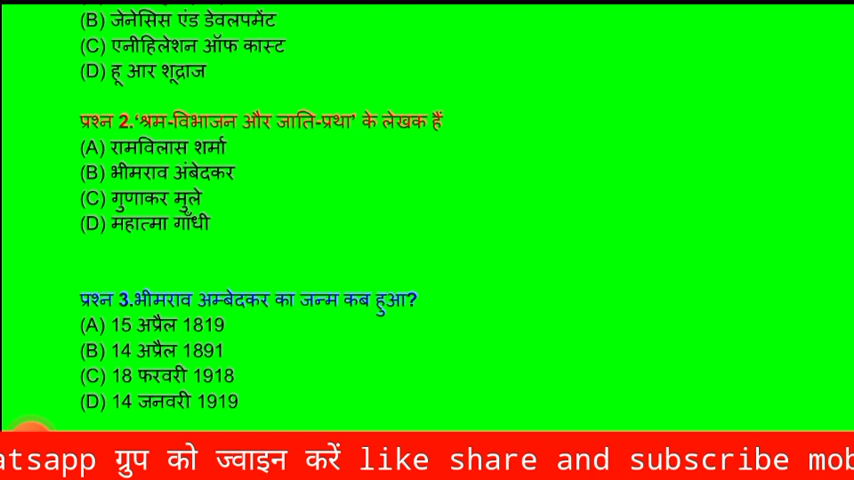 (B) जेनेसिस एंड डेवलपमेंट
(C) एनीहिलेशन ऑफ कास्ट
(D) हू आर शूद्राज
प्रश्न 2.‘श्रम-विभाजन और जाति-प्रथा’ के लेखक हैं
(A) रामविलास शर्मा
(B) भीमराव अंबेदकर
(C) गुणाकर मुले
(D) महात्मा गाँधी
प्रश्न 3.भीमराव अम्बेदकर का जन्म कब हुआ?
(A) 15 अप्रैल 1819
(B) 14 अप्रैल 1891
(C) 18 फरवरी 1918
(D) 14 जनवरी 1919
atsapp ग्रुप को ज्वाइन करें like share and subscribe mob